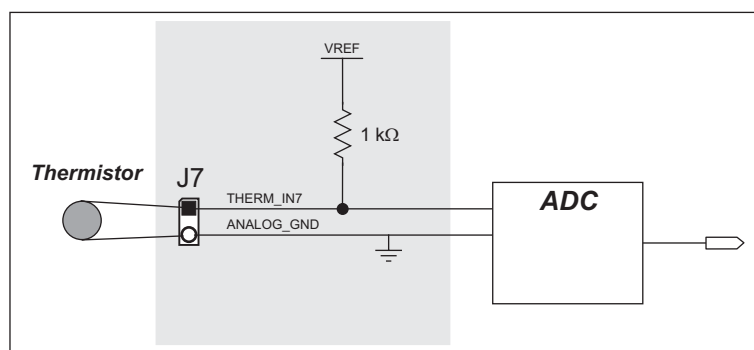 VREF
1 kΩ
Thermistor
J7
THERM_IN7
ADC
ANALOG_GND